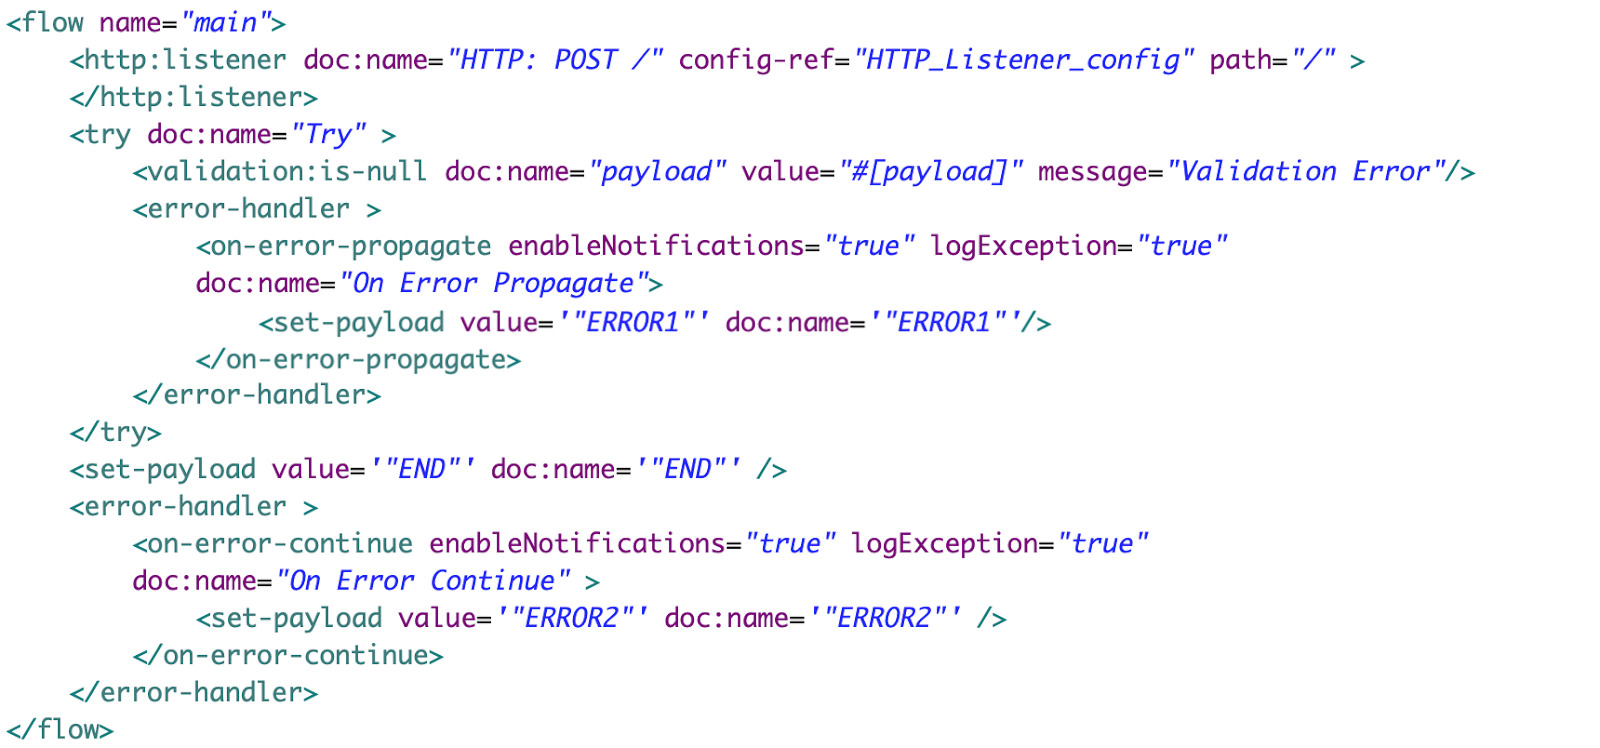 <flow name="main">
<http:listener doc:name="HTTP: POST /" config-ref="HTTP_Listener_config" path="/" >
</http:listener>
<try doc:name="Try" >
<validation:is-null doc:name="payload" value="#[payload]" message="Validation Error"/>
<error-handler >
<on-error-propagate enableNotifications="true" logException="true"
doc:name="On Error Propagate">
<set-payload value='"ERROR1"' doc:name='"ERROR1"'/>
</on-error-propagate>
</error-handler>
</try>
<set-payload value='"END"' doc:name='"END"' />
<error-handler >
<on-error-continue enableNotifications="true" logException="true"
doc:name="On Error Continue" >
<set-payload value='"ERROR2"' doc:name='"ERROR2"' />
</on-error-continue>
</error-handler>
</flow>